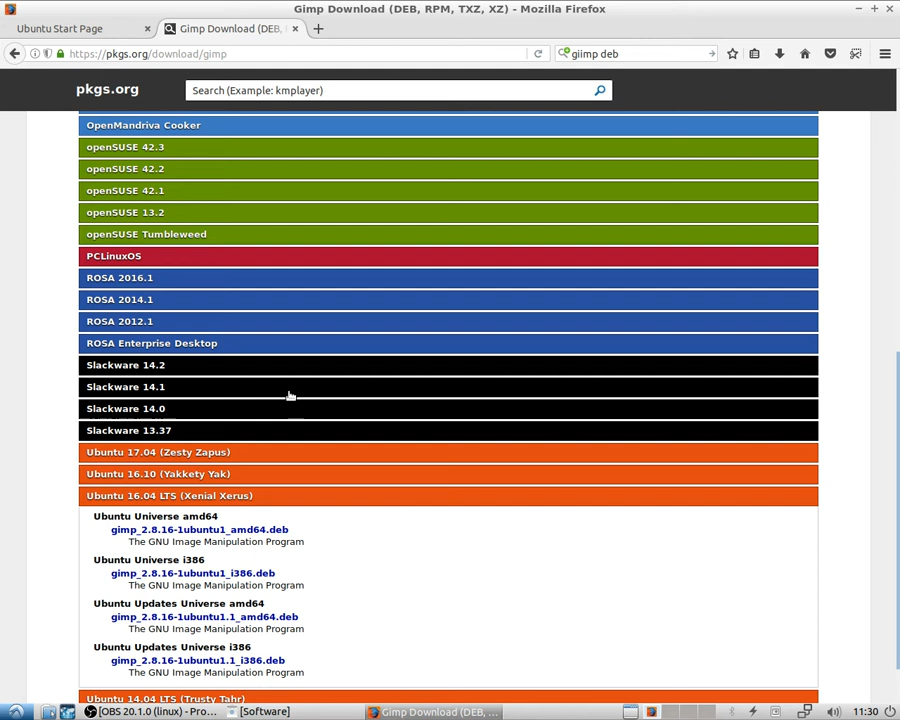 Gimp Download (DEB, RPM, TXZ, XZ) - Mozilla Firefox
Ubuntu Start Page
Gimp Download (DEB,
https://pkgs.org/download/gimp
giimp deb
pkgs.org
Search (Example: kmplayer)
OpenMandriva Cooker
openSUSE 42.3
openSUSE 42.2
openSUSE 42.1
openSUSE 13.2
openSUSE Tumbleweed
PCLinuxOS
ROSA 2016.1
ROSA 2014.1
ROSA 2012.1
ROSA Enterprise Desktop
Slackware 14.2
Slackware 14.1
Slackware 14.0
Slackware 13.37
Ubuntu 17.04 (Zesty Zapus)
Ubuntu 16.10 (Yakkety Yak)
Ubuntu 16.04 LTS (Xenial Xerus)
Ubuntu Universe amd64
gimp_2.8.16-1ubuntu1_amd64.deb
The GNU Image Manipulation Program
Ubuntu Universe i386
gimp_2.8.16-1ubuntu1_i386.deb
The GNU Image Manipulation Program
Ubuntu Updates Universe amd64
gimp_2.8.16-1ubuntu1.1_amd64.deb
The GNU Image Manipulation Program
Ubuntu Updates Universe i386
gimp_2.8.16-1ubuntu1.1_i386.deb
The GNU Image Manipulation Program
Ubuntu 14.04 LTS (Trusty Tahr)
[OBS 20.1.0 (linux) - Pro...
[Software]
Gimp Download (DEB, ...
11:30